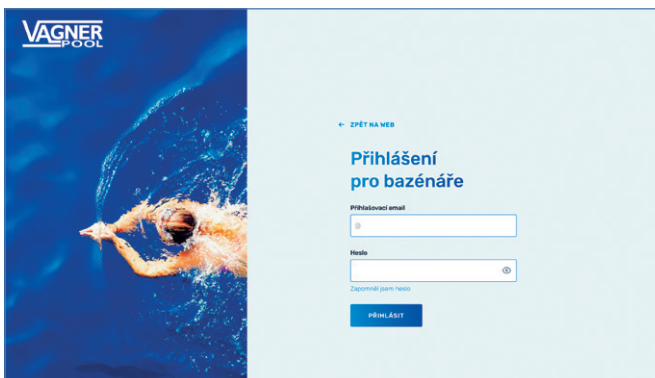 VAGNER
POOL
← ZPĚT NA WEB
Přihlášení
pro bazénáře
Přihlašovací email
@
Heslo
Zapomněl jsem heslo
PŘIHLÁSIT